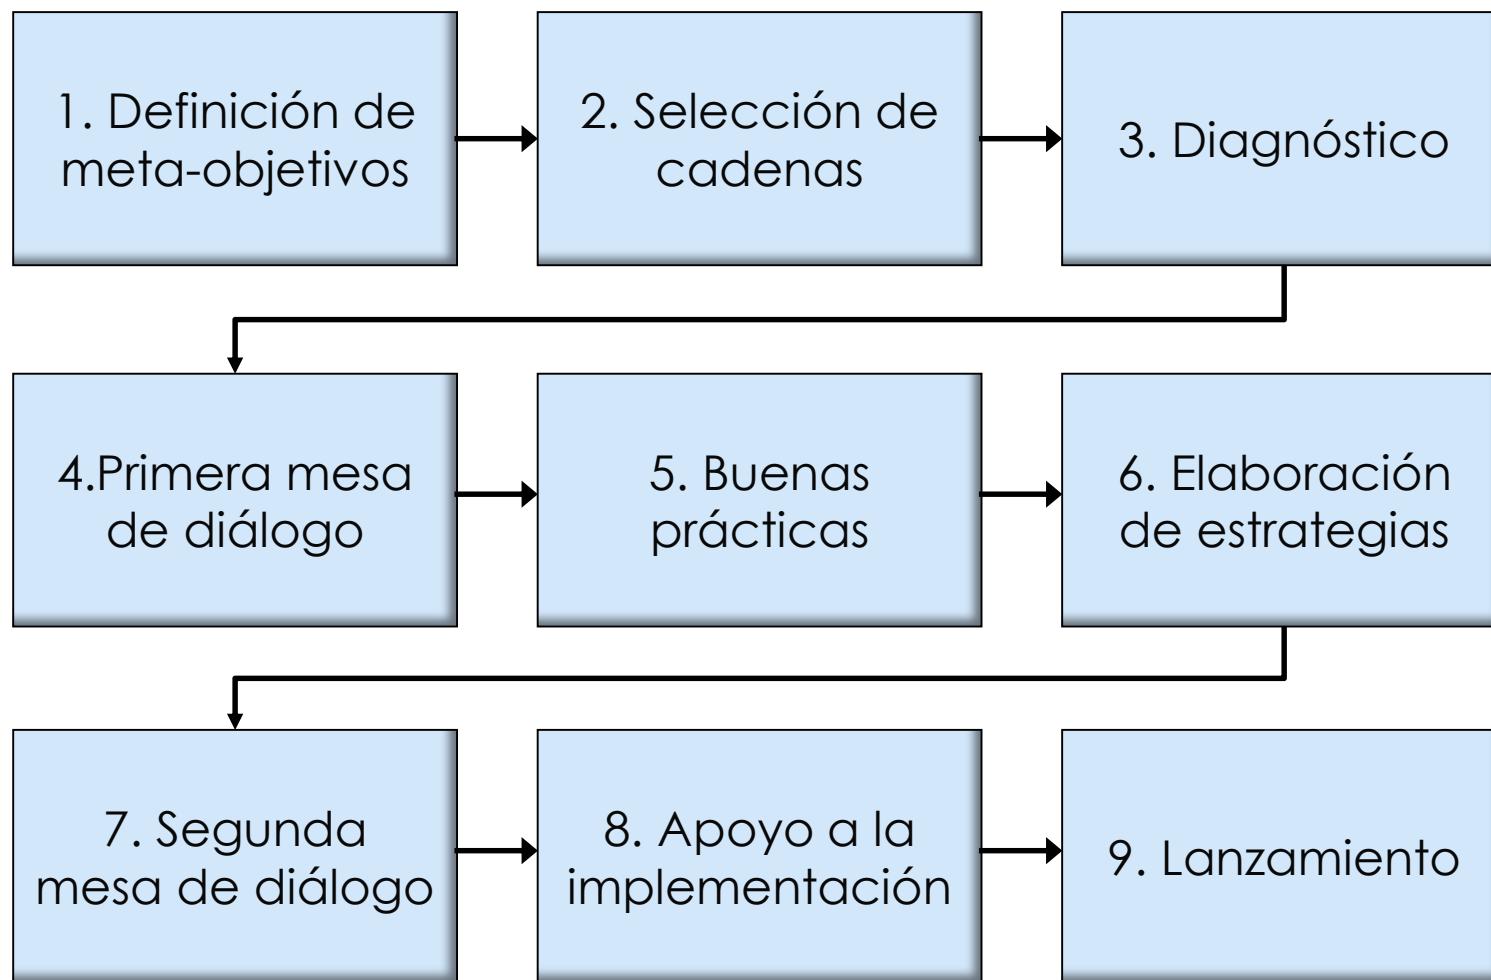 1. Definición de
meta-objetivos
2. Selección de
cadenas
3. Diagnóstico
4.Primera mesa
de diálogo
5. Buenas
prácticas
6. Elaboración
de estrategias
7. Segunda
mesa de diálogo
8. Apoyo a la
implementación
9. Lanzamiento